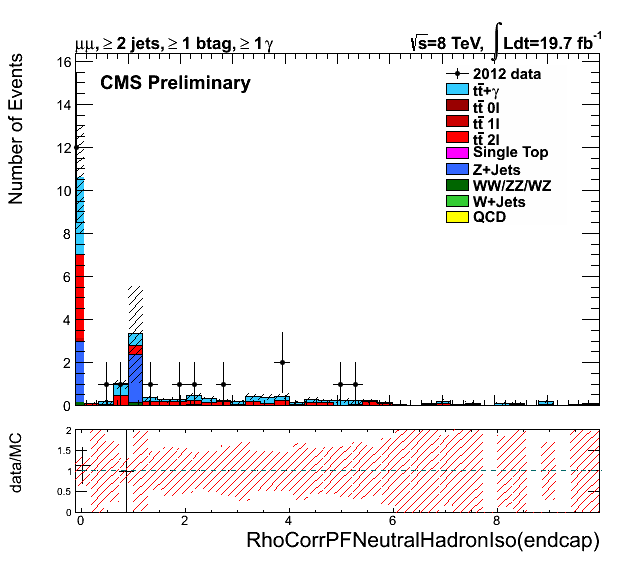 μμ, ≥ 2 jets, ≥ 1 btag, ≥ 1 γ
√s=8 TeV, ∫ Ldt=19.7 fb⁻¹
CMS Preliminary
2012 data
tt̄+γ
tt̄ 0l
tt̄ 1l
tt̄ 2l
Single Top
Z+Jets
WW/ZZ/WZ
W+Jets
QCD
Number of Events
16
14
12
10
8
6
4
2
0
data/MC
2
1.5
1
0.5
0
0 2 4 6 8
RhoCorrPFNeutralHadronIso(endcap)